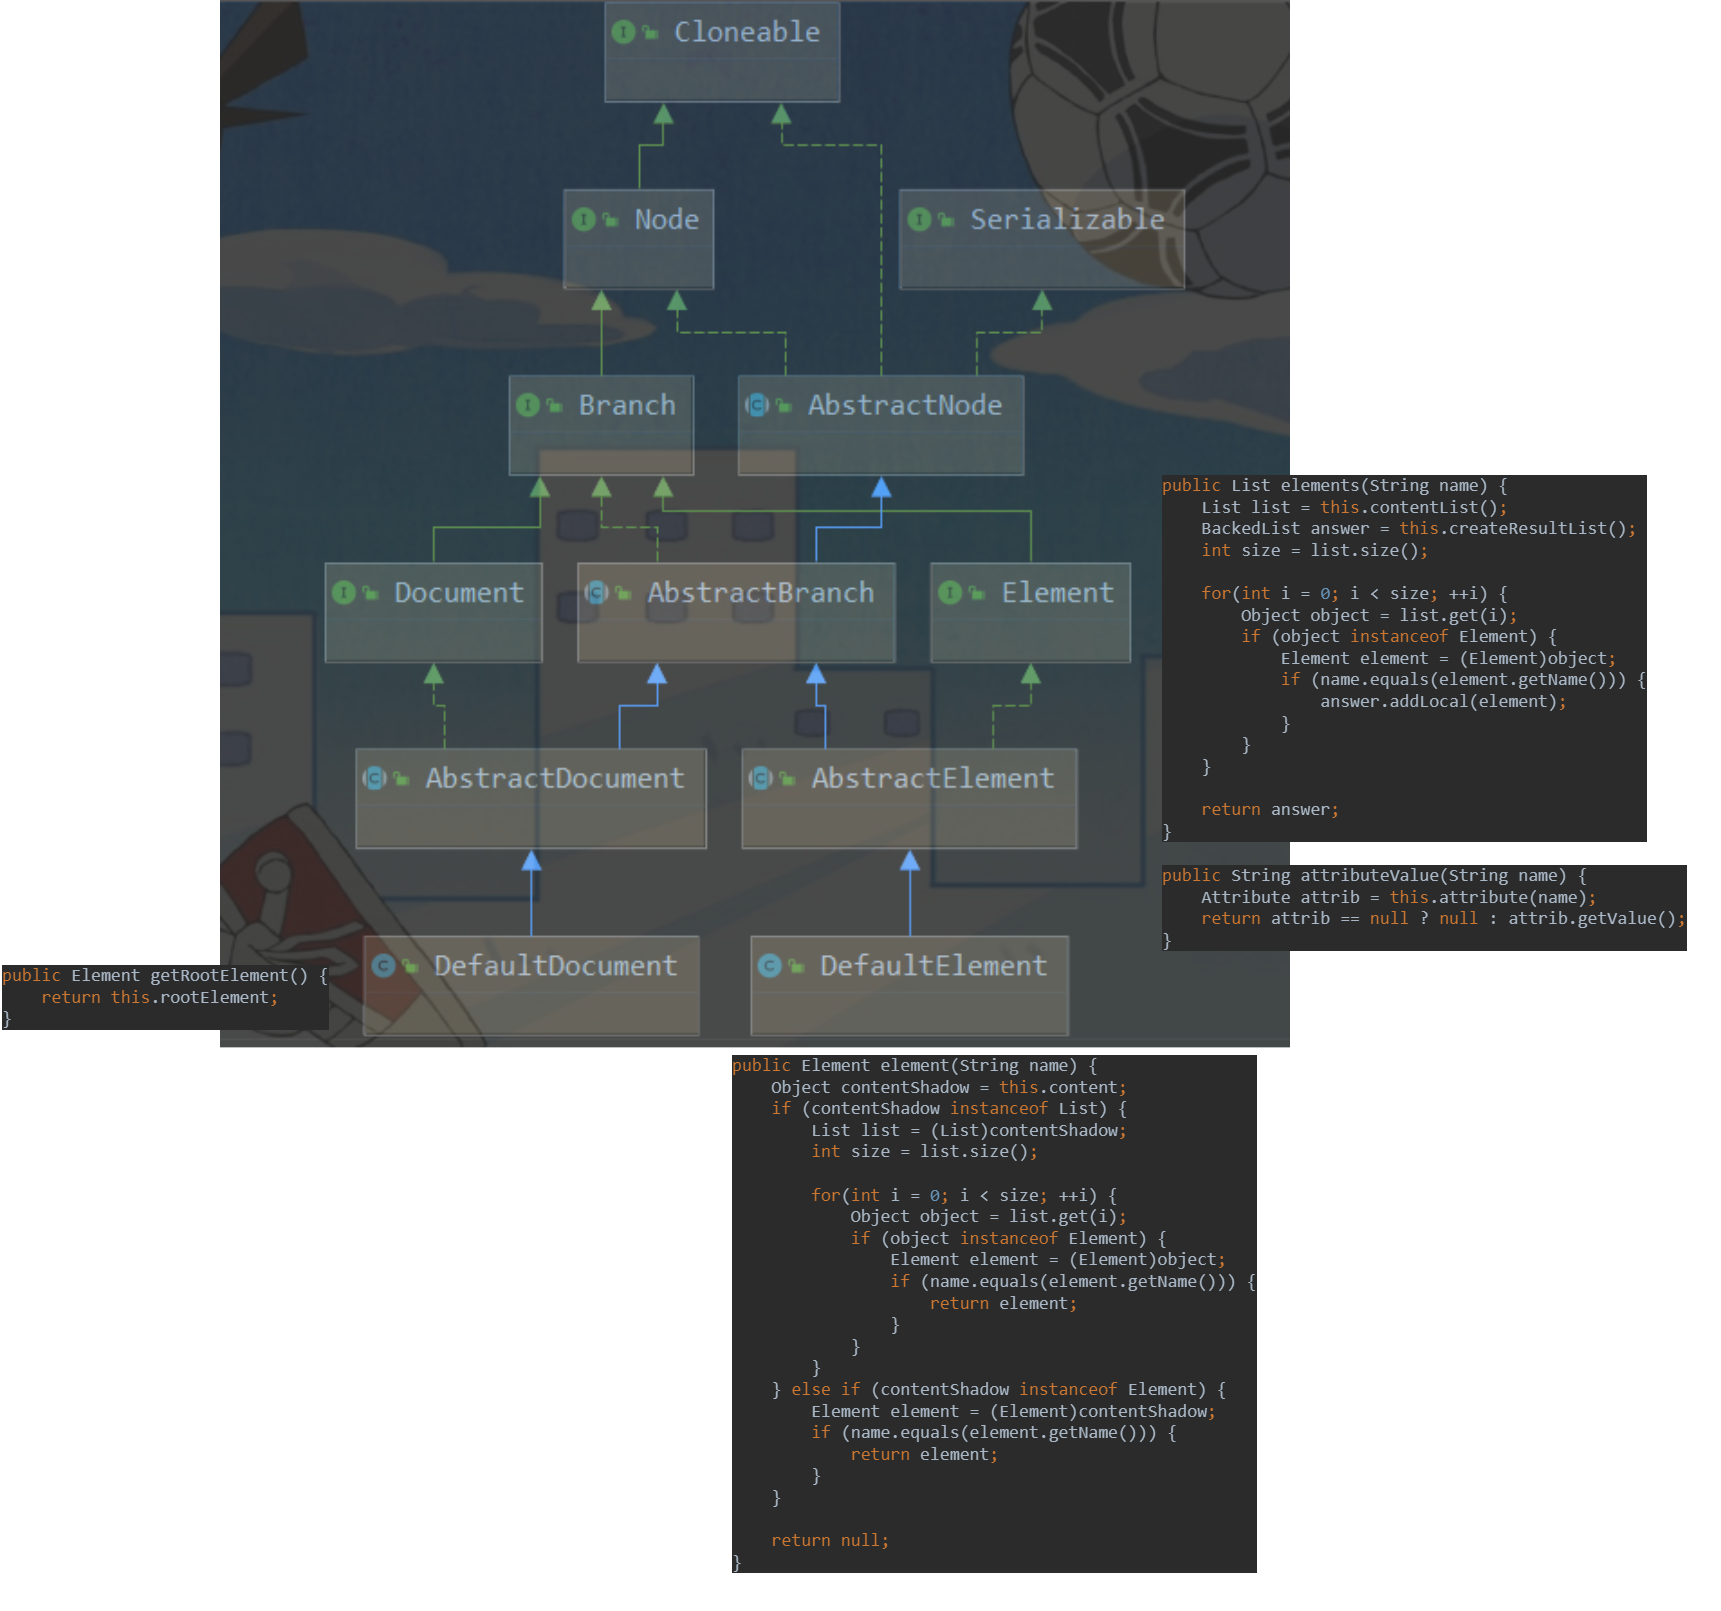 Cloneable
Node
Serializable
Branch
AbstractNode
Document
AbstractBranch
Element
AbstractDocument
AbstractElement
DefaultDocument
DefaultElement
public List elements(String name) {
    List list = this.contentList();
    BackedList answer = this.createResultList();
    int size = list.size();
    for(int i = 0; i < size; ++i) {
        Object object = list.get(i);
        if (object instanceof Element) {
            Element element = (Element)object;
            if (name.equals(element.getName())) {
                answer.addLocal(element);
            }
        }
    }
    return answer;
}
public String attributeValue(String name) {
    Attribute attrib = this.attribute(name);
    return attrib == null ? null : attrib.getValue();
}
public Element getRootElement() {
    return this.rootElement;
}
public Element element(String name) {
    Object contentShadow = this.content;
    if (contentShadow instanceof List) {
        List list = (List)contentShadow;
        int size = list.size();
        for(int i = 0; i < size; ++i) {
            Object object = list.get(i);
            if (object instanceof Element) {
                Element element = (Element)object;
                if (name.equals(element.getName())) {
                    return element;
                }
            }
        }
    } else if (contentShadow instanceof Element) {
        Element element = (Element)contentShadow;
        if (name.equals(element.getName())) {
            return element;
        }
    }
    return null;
}